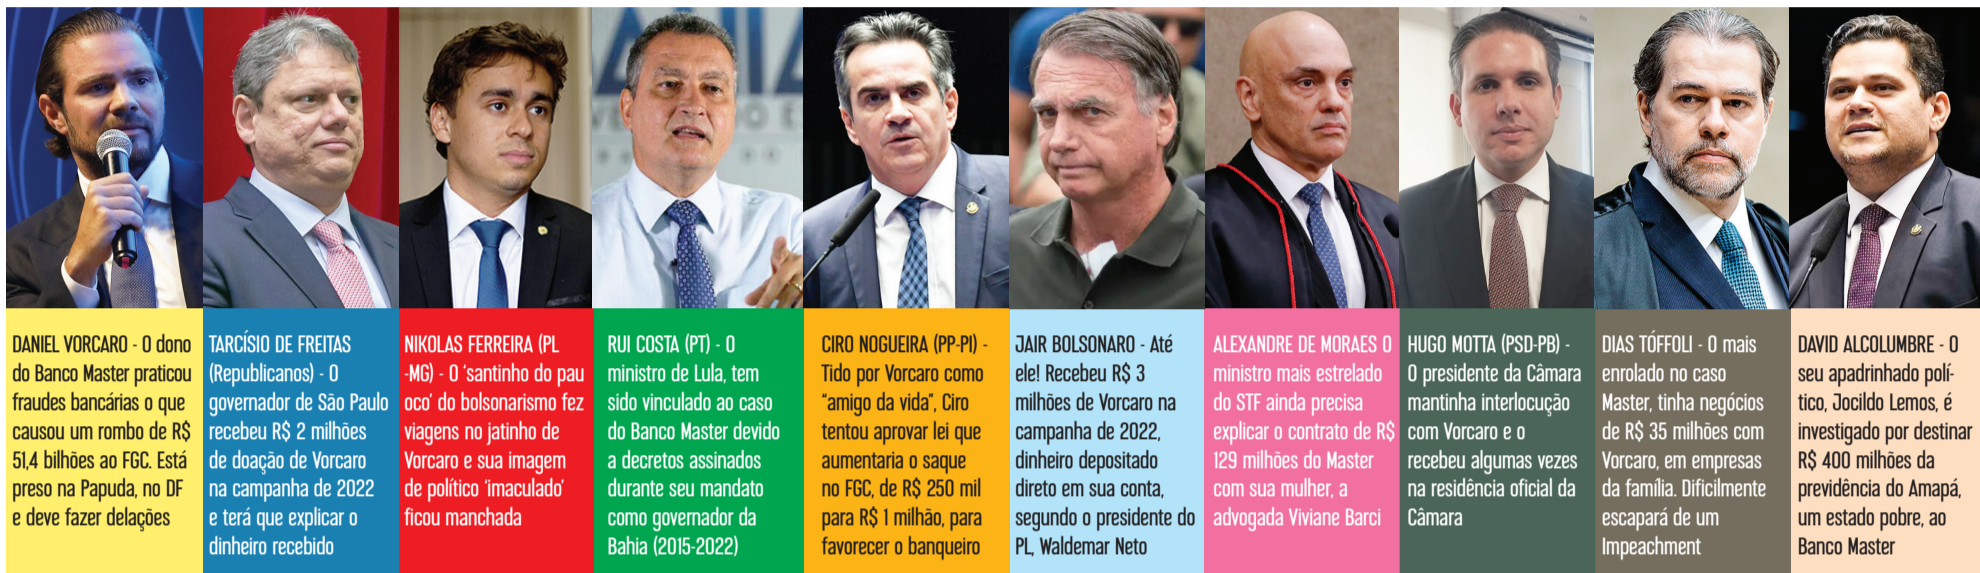 DANIEL VORCARO - O dono
do Banco Master praticou
fraudes bancárias o que
causou um rombo de R$
51,4 bilhões ao FGC. Está
preso na Papuda, no DF
e deve fazer delações
TARCÍSIO DE FREITAS
(Republicanos) - O
governador de São Paulo
recebeu R$ 2 milhões
de doação de Vorcaro
na campanha de 2022
e terá que explicar o
dinheiro recebido
NIKOLAS FERREIRA (PL
-MG) - O ‘santinho do pau
oco’ do bolsonarismo fez
viagens no jatinho de
Vorcaro e sua imagem
de político ‘imaculado’
ficou manchada
RUI COSTA (PT) - O
ministro de Lula, tem
sido vinculado ao caso
do Banco Master devido
a decretos assinados
durante seu mandato
como governador da
Bahia (2015-2022)
CIRO NOGUEIRA (PP-PI) -
Tido por Vorcaro como
“amigo da vida”, Ciro
tentou aprovar lei que
aumentaria o saque
no FGC, de R$ 250 mil
para R$ 1 milhão, para
favorecer o banqueiro
JAIR BOLSONARO - Até
ele! Recebeu R$ 3
milhões de Vorcaro na
campanha de 2022,
dinheiro depositado
direto em sua conta,
segundo o presidente do
PL, Waldemar Neto
ALEXANDRE DE MORAES O
ministro mais estrelado
do STF ainda precisa
explicar o contrato de R$
129 milhões do Master
com sua mulher, a
advogada Viviane Barci
HUGO MOTTA (PSD-PB) -
O presidente da Câmara
mantinha interlocução
com Vorcaro e o
recebeu algumas vezes
na residência oficial da
Câmara
DIAS TÓFFOLI - O mais
enrolado no caso
Master, tinha negócios
de R$ 35 milhões com
Vorcaro, em empresas
da família. Dificilmente
escapará de um
Impeachment
DAVID ALCOLUMBRE - O
seu apadrinhado polí-
tico, Jocildo Lemos, é
investigado por destinar
R$ 400 milhões da
previdência do Amapá,
um estado pobre, ao
Banco Master